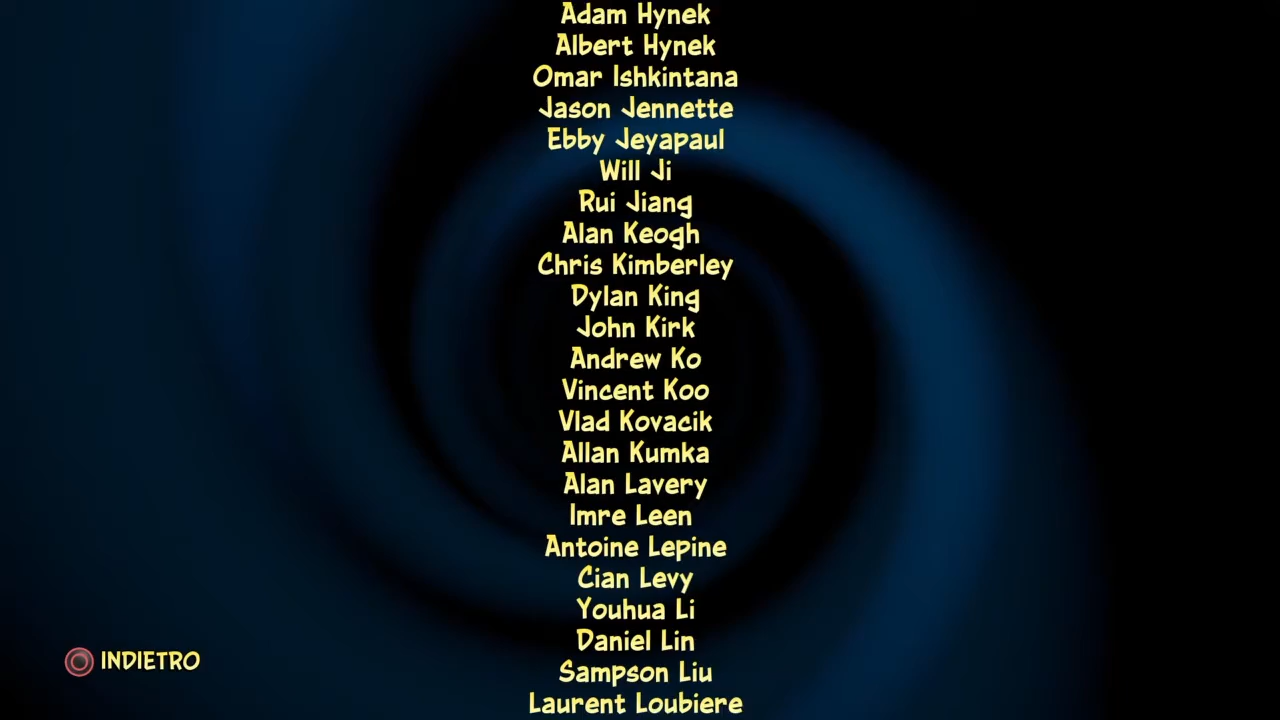 Adam Hynek
Albert Hynek
Omar Ishkintana
Jason Jennette
Ebby Jeyapaul
Will Ji
Rui Jiang
Alan Keogh
Chris Kimberley
Dylan King
John Kirk
Andrew Ko
Vincent Koo
Vlad Kovacik
Allan Kumka
Alan Lavery
Imre Leen
Antoine Lepine
Cian Levy
Youhua Li
Daniel Lin
INDIETRO
Sampson Liu
Laurent Loubiere